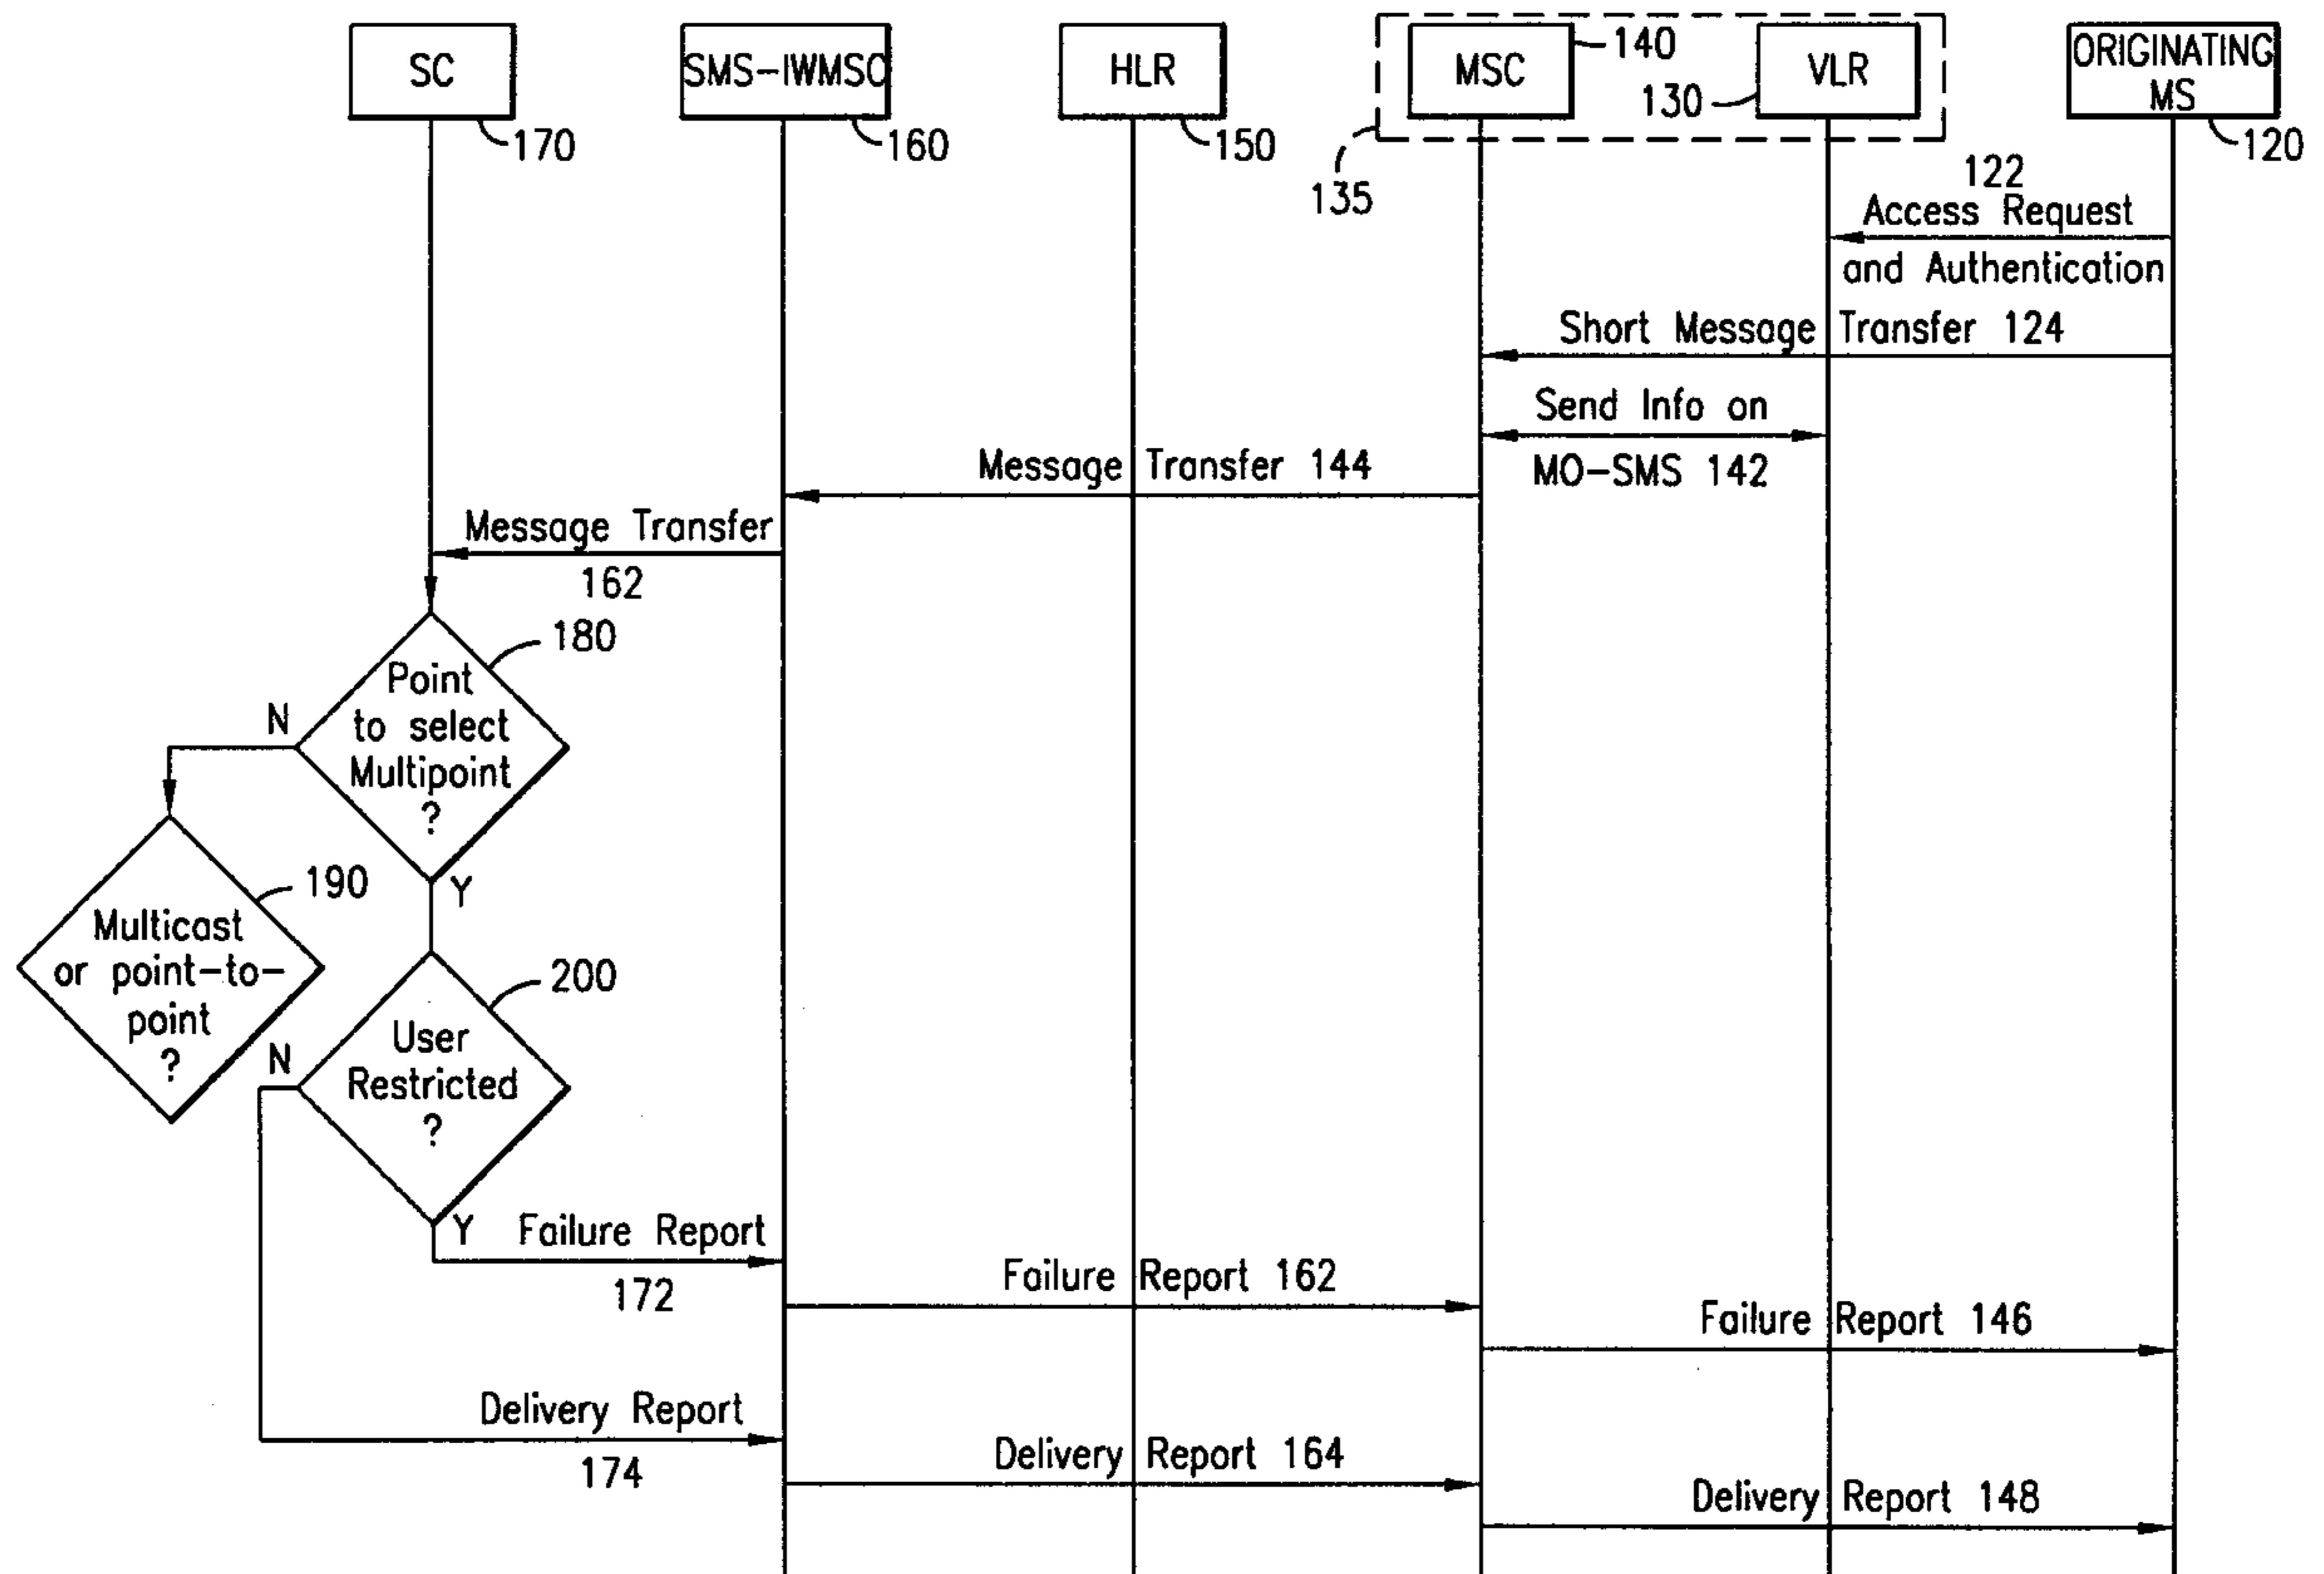 SC
170
SMS-IWMSC
160
HLR
150
MSC
140
130
VLR
135
ORIGINATING
MS
120
122
Access Request
and Authentication
Short Message Transfer 124
Send Info on
MO-SMS 142
Message Transfer 144
Message Transfer
162
180
Point
to select
Multipoint
?
N
Y
190
Multicast
or point-to-
point
?
200
User
Restricted
?
N
Y
Failure Report
172
Failure Report 162
Failure Report 146
Delivery Report
174
Delivery Report 164
Delivery Report 148